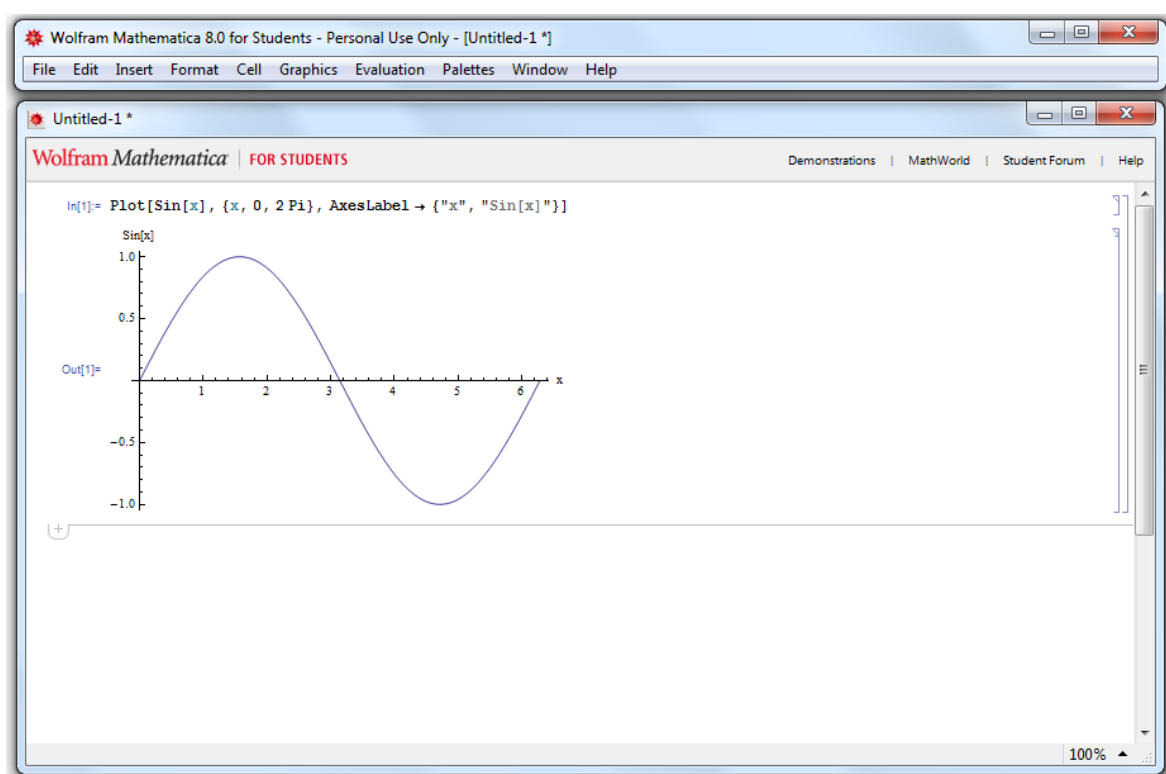 Wolfram Mathematica 8.0 for Students - Personal Use Only - [Untitled-1 *]
File Edit Insert Format Cell Graphics Evaluation Palettes Window Help
Untitled-1 *
Wolfram Mathematica | FOR STUDENTS Demonstrations | MathWorld | Student Forum | Help
In[1]:= Plot[Sin[x], {x, 0, 2 Pi}, AxesLabel → {"x", "Sin[x]"}]
Sin[x]
1.0
0.5
Out[1]=
x
1 2 3 4 5 6
-0.5
-1.0
100%